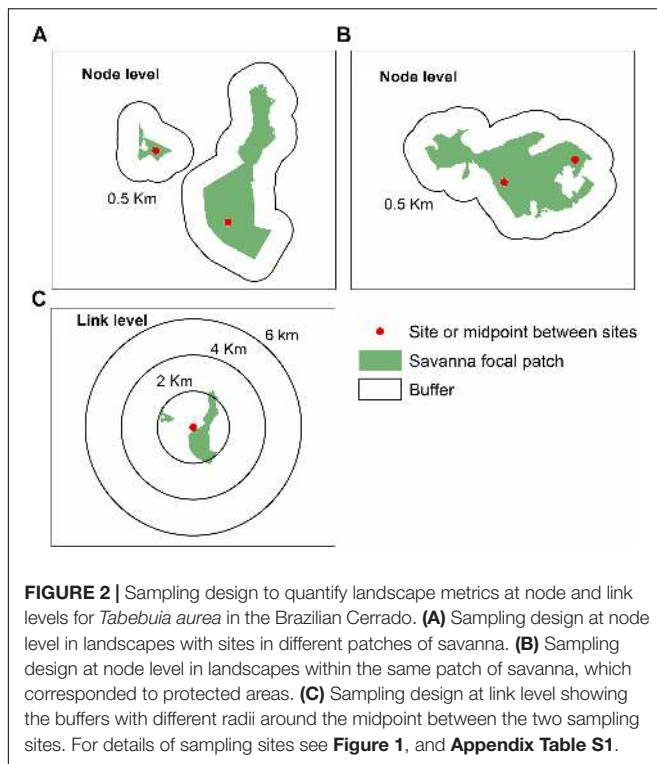 A
Node level
0.5 Km
B
Node level
0.5 Km
C
Link level
6 km
4 Km
2 Km
Site or midpoint between sites
Savanna focal patch
Buffer
FIGURE 2 | Sampling design to quantify landscape metrics at node and link
levels for Tabebuia aurea in the Brazilian Cerrado. (A) Sampling design at node
level in landscapes with sites in different patches of savanna. (B) Sampling
design at node level in landscapes within the same patch of savanna, which
corresponded to protected areas. (C) Sampling design at link level showing
the buffers with different radii around the midpoint between the two sampling
sites. For details of sampling sites see Figure 1, and Appendix Table S1.